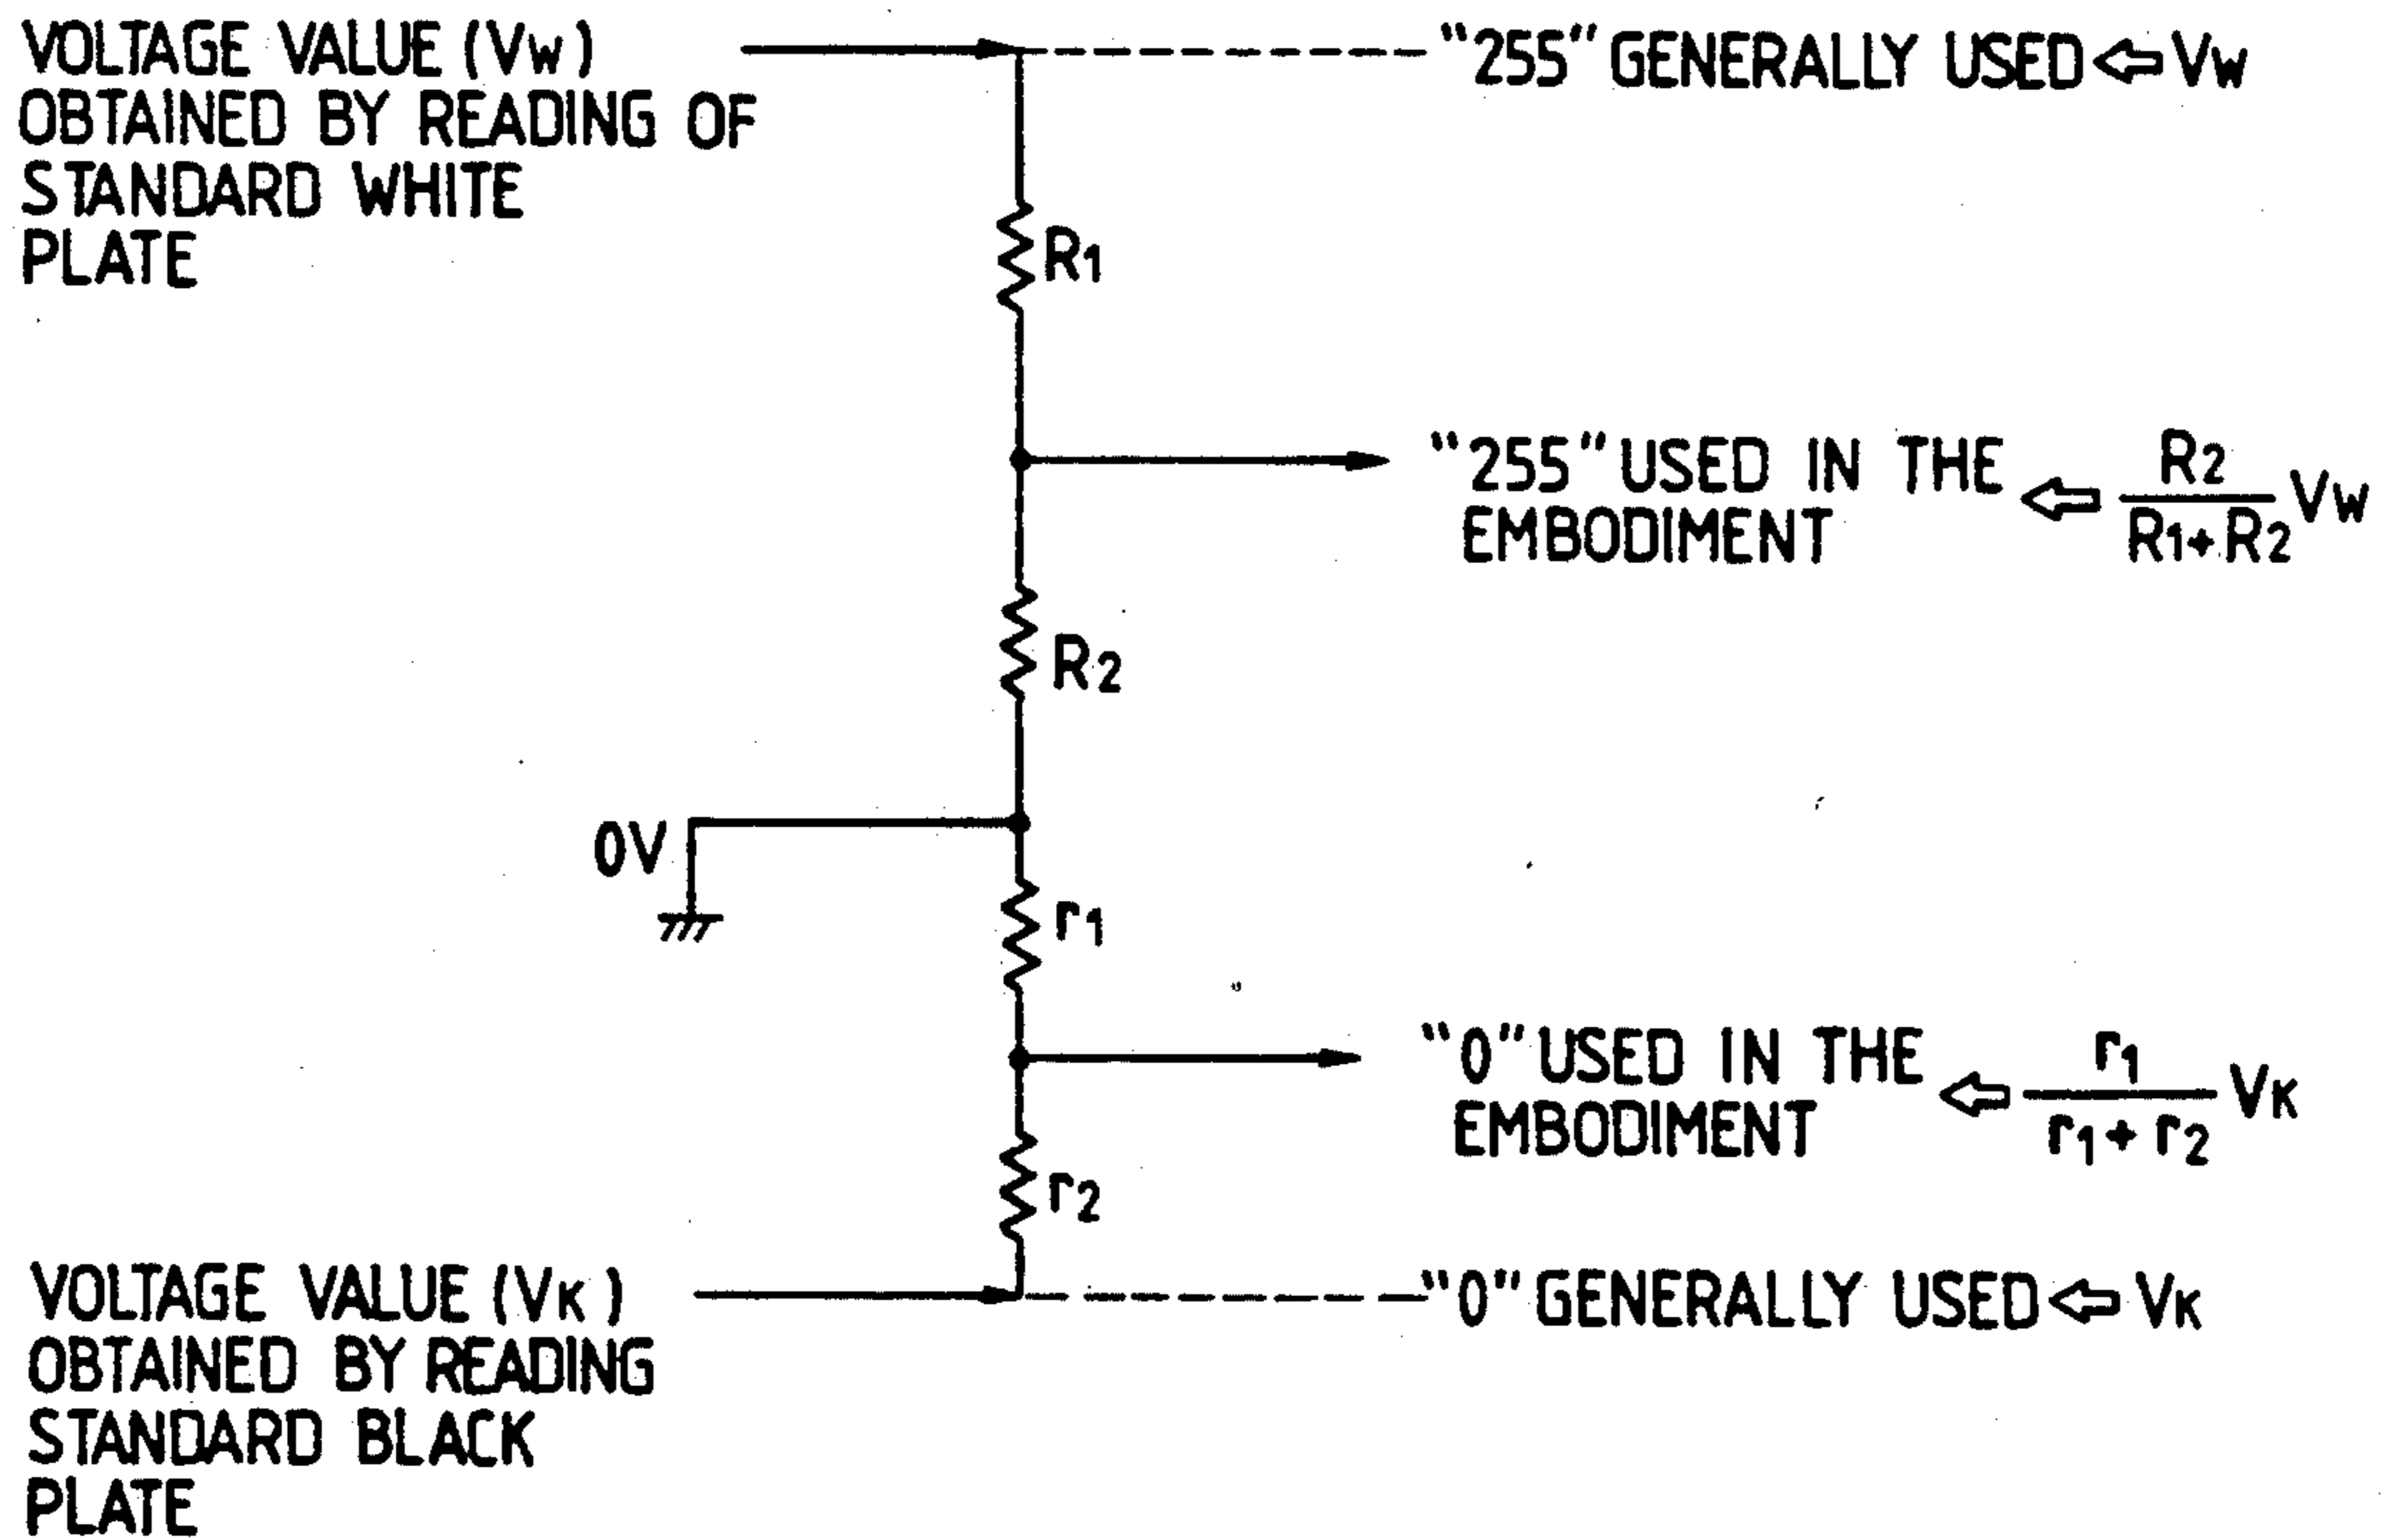 VOLTAGE VALUE (VW)
OBTAINED BY READING OF
STANDARD WHITE
PLATE
"255" GENERALLY USED ⇦ VW
R1
"255" USED IN THE
EMBODIMENT
⇦ R2
R1+R2
VW
R2
0V
r1
"0" USED IN THE
EMBODIMENT
⇦ r1
r1+r2
VK
r2
VOLTAGE VALUE (VK)
OBTAINED BY READING
STANDARD BLACK
PLATE
"0" GENERALLY USED ⇦ VK